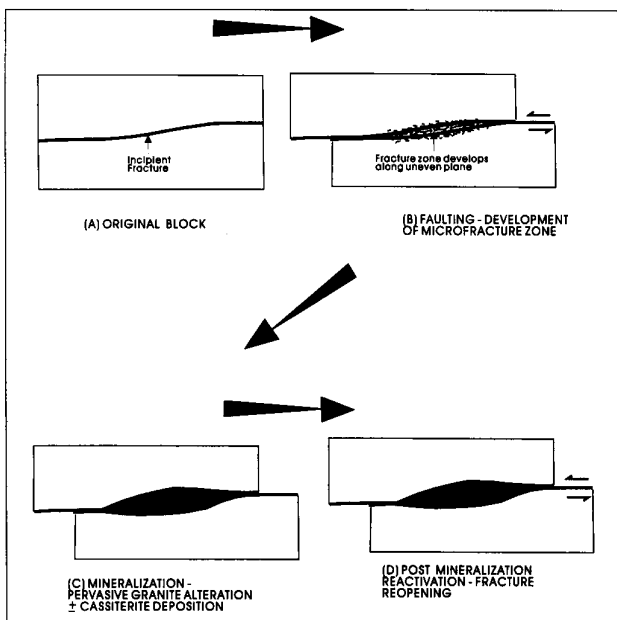 Incipient
Fracture
(A) ORIGINAL BLOCK
Fracture zone develops
along uneven plane
(B) FAULTING - DEVELOPMENT
OF MICROFRACTURE ZONE
(C) MINERALIZATION -
PERVASIVE GRANITE ALTERATION
± CASSITERITE DEPOSITION
(D) POST MINERALIZATION
REACTIVATION - FRACTURE
REOPENING